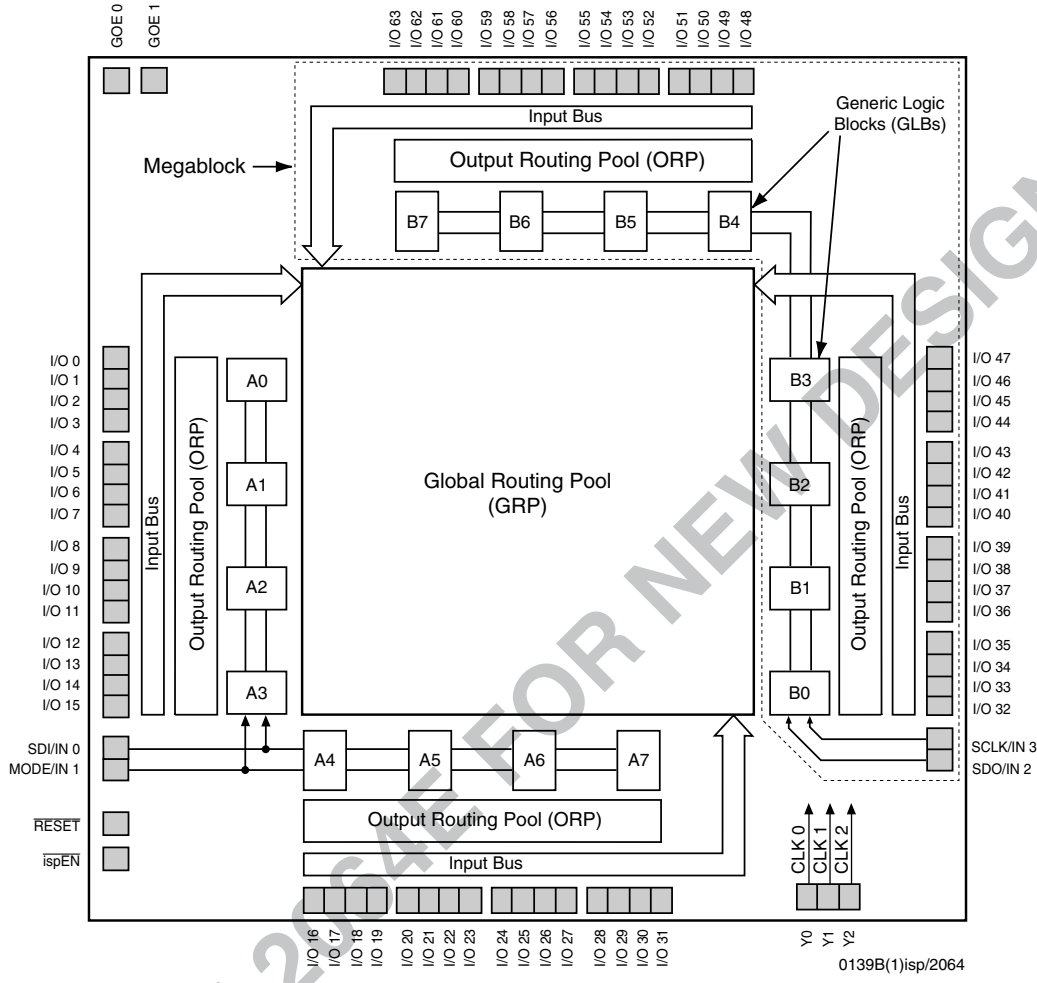 GOE 0
GOE 1
I/O 63
I/O 62
I/O 61
I/O 60
I/O 59
I/O 58
I/O 57
I/O 56
I/O 55
I/O 54
I/O 53
I/O 52
I/O 51
I/O 50
I/O 49
I/O 48
Input Bus
Generic Logic
Blocks (GLBs)
Megablock
Output Routing Pool (ORP)
B7
B6
B5
B4
I/O 0
I/O 1
I/O 2
I/O 3
I/O 4
I/O 5
I/O 6
I/O 7
I/O 8
I/O 9
I/O 10
I/O 11
I/O 12
I/O 13
I/O 14
I/O 15
Input Bus
Output Routing Pool (ORP)
A0
A1
A2
A3
Global Routing Pool
(GRP)
B3
B2
B1
B0
Output Routing Pool (ORP)
Input Bus
I/O 47
I/O 46
I/O 45
I/O 44
I/O 43
I/O 42
I/O 41
I/O 40
I/O 39
I/O 38
I/O 37
I/O 36
I/O 35
I/O 34
I/O 33
I/O 32
SDI/IN 0
MODE/IN 1
A4
A5
A6
A7
SCLK/IN 3
SDO/IN 2
RESET
ispEN
Output Routing Pool (ORP)
Input Bus
CLK 0
CLK 1
CLK 2
I/O 16
I/O 17
I/O 18
I/O 19
I/O 20
I/O 21
I/O 22
I/O 23
I/O 24
I/O 25
I/O 26
I/O 27
I/O 28
I/O 29
I/O 30
I/O 31
Y0
Y1
Y2
0139B(1)isp/2064
2064E FOR NEW DESIGN